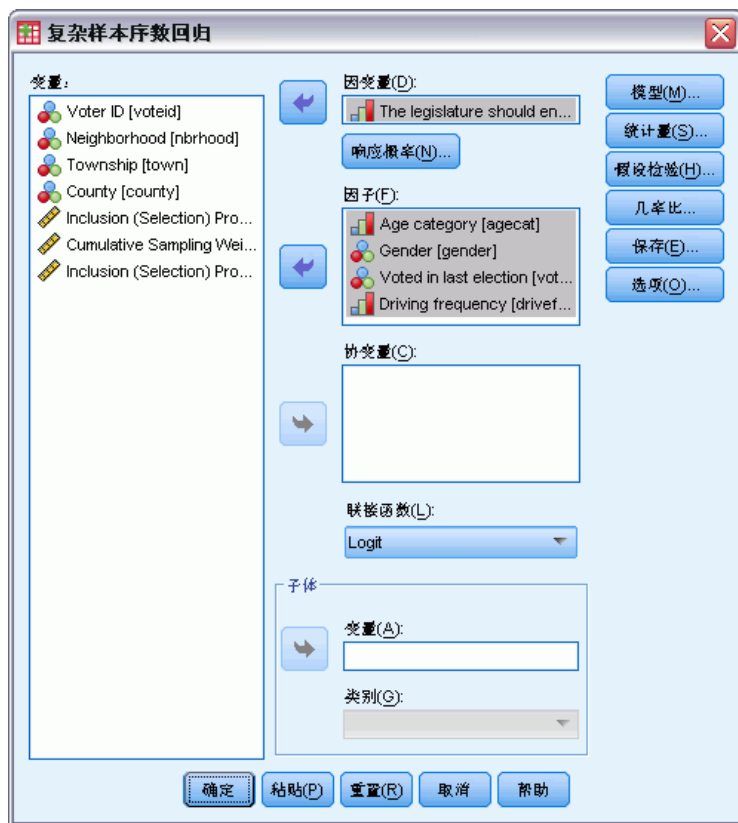 复杂样本序数回归
变量:
Voter ID [voteid]
Neighborhood [nbrhood]
Township [town]
County [county]
Inclusion (Selection) Pro...
Cumulative Sampling Wei...
Inclusion (Selection) Pro...
因变量(D):
The legislature should en...
响应概率(N)...
因子(F):
Age category [agecat]
Gender [gender]
Voted in last election [vot...
Driving frequency [drivef...
协变量(C):
联接函数(L):
Logit
子体
变量(A):
类别(G):
模型(M)...
统计量(S)...
假设检验(H)...
几率比...
保存(E)...
选项(O)...
确定
粘贴(P)
重置(R)
取消
帮助